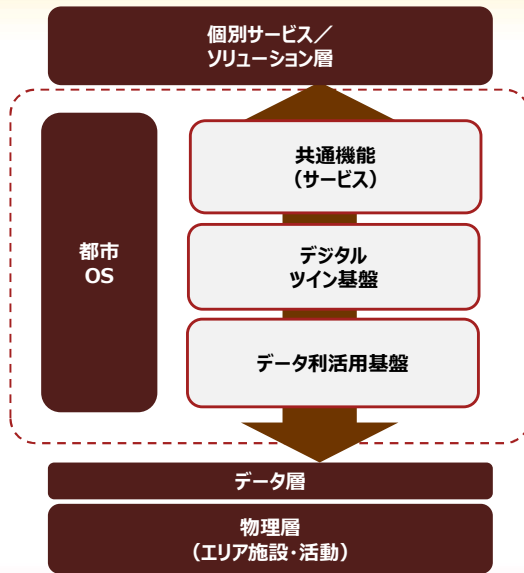 個別サービス／
ソリューション層
共通機能
（サービス）
都市
OS
デジタル
ツイン基盤
データ利活用基盤
データ層
物理層
（エリア施設・活動）